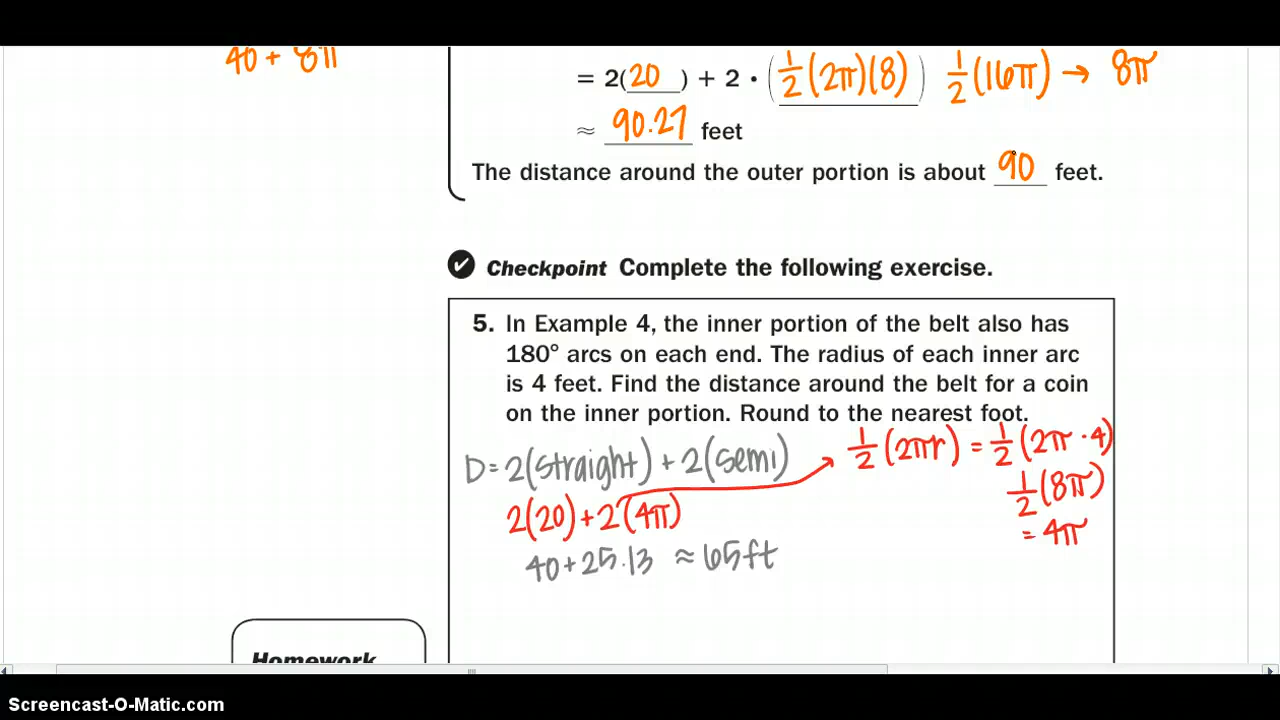 40 + 8π
= 2(20) + 2 · (½(2π)(8)) ½(16π) → 8π
≈ 90.27 feet
The distance around the outer portion is about 90 feet.
✔ Checkpoint Complete the following exercise.
5. In Example 4, the inner portion of the belt also has
180° arcs on each end. The radius of each inner arc
is 4 feet. Find the distance around the belt for a coin
on the inner portion. Round to the nearest foot.
D = 2(straight) + 2(semi) ½(2πr) = ½(2π · 4)
2(20) + 2(4π) ½(8π)
= 4π
40 + 25.13 ≈ 65ft
Homework
Screencast-O-Matic.com